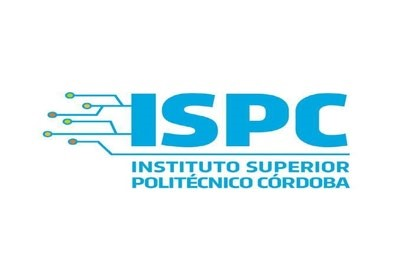 ISPC
INSTITUTO SUPERIOR
POLITÉCNICO CÓRDOBA